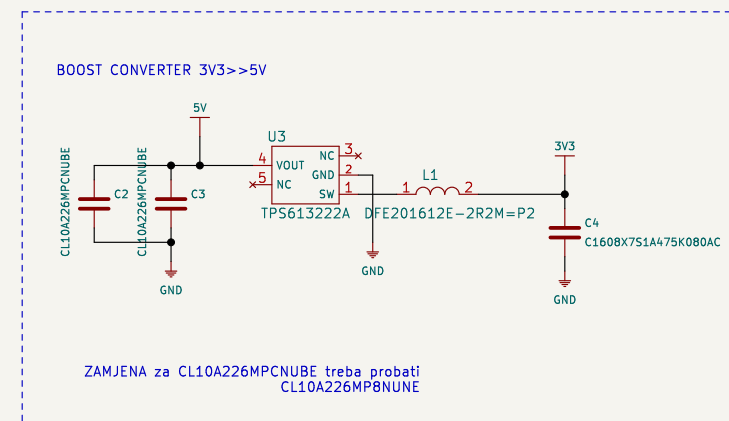 BOOST CONVERTER 3V3>>5V
5V
3V3
U3
4
VOUT
NC
3
GND
2
5
NC
SW
1
TPS613222A
L1
1
2
DFE201612E-2R2M=P2
CL10A226MPCNUBE
C2
CL10A226MPCNUBE
C3
C4
C1608X7S1A475K080AC
GND
GND
GND
ZAMJENA za CL10A226MPCNUBE treba probati
CL10A226MP8NUNE